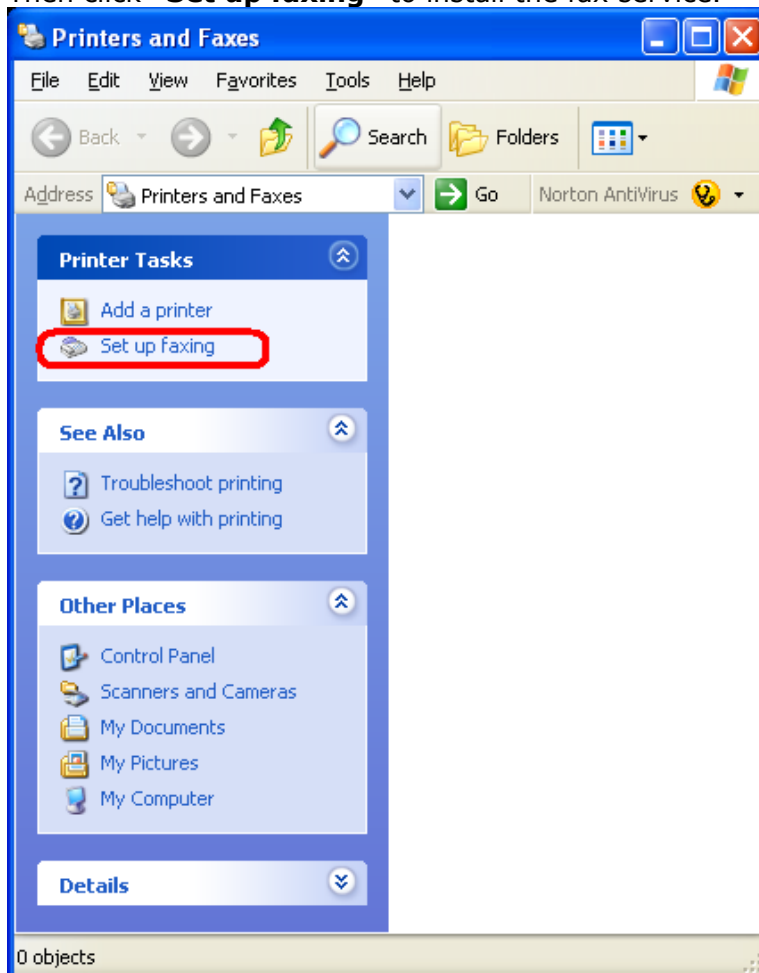 Then click "Set up faxing" to install the fax service.
Printers and Faxes
File Edit View Favorites Tools Help
Back Search Folders
Address Printers and Faxes Go Norton AntiVirus
Printer Tasks
Add a printer
Set up faxing
See Also
Troubleshoot printing
Get help with printing
Other Places
Control Panel
Scanners and Cameras
My Documents
My Pictures
My Computer
Details
0 objects